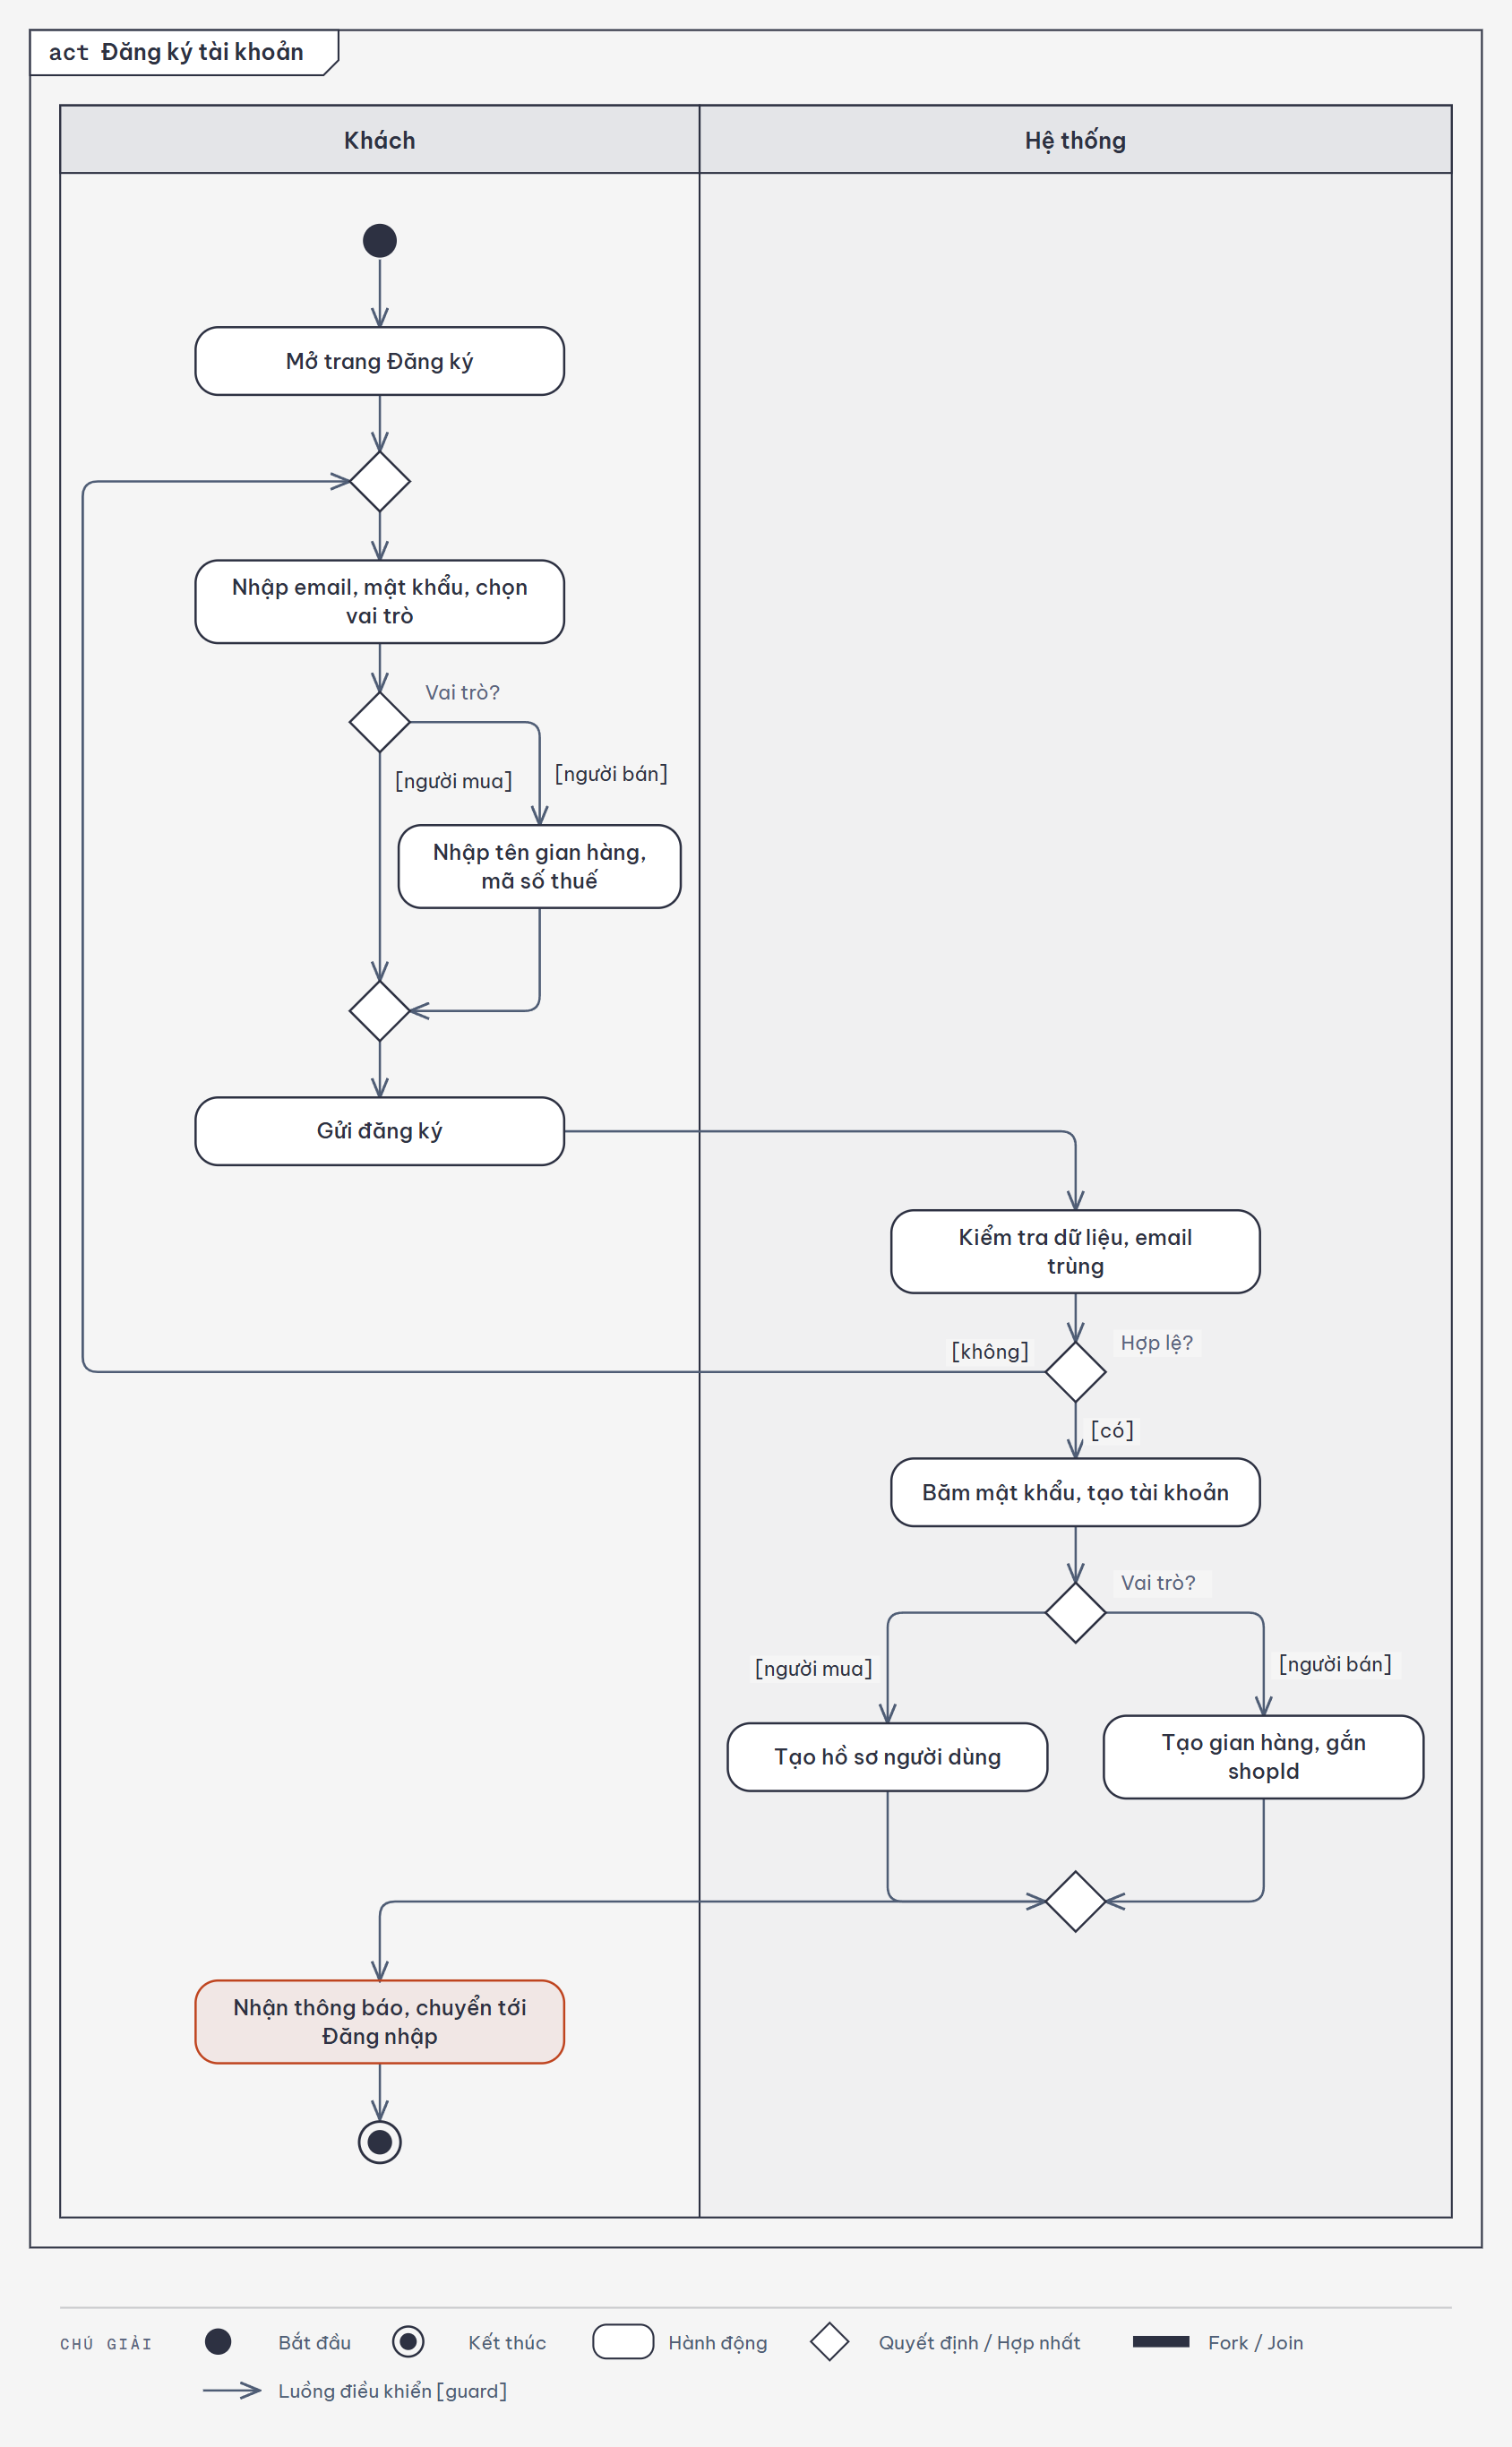 act Đăng ký tài khoản
Khách
Hệ thống
Mở trang Đăng ký
Nhập email, mật khẩu, chọn
vai trò
Vai trò?
[người mua]
[người bán]
Nhập tên gian hàng,
mã số thuế
Gửi đăng ký
Kiểm tra dữ liệu, email
trùng
Hợp lệ?
[không]
[có]
Băm mật khẩu, tạo tài khoản
Vai trò?
[người mua]
[người bán]
Tạo hồ sơ người dùng
Tạo gian hàng, gắn
shopId
Nhận thông báo, chuyển tới
Đăng nhập
CHÚ GIẢI
Bắt đầu
Kết thúc
Hành động
Quyết định / Hợp nhất
Fork / Join
Luồng điều khiển [guard]